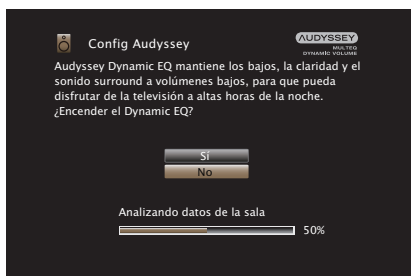 Config Audyssey
AUDYSSEY
MULTEQ
DYNAMIC VOLUME
Audyssey Dynamic EQ mantiene los bajos, la claridad y el
sonido surround a volúmenes bajos, para que pueda
disfrutar de la televisión a altas horas de la noche.
¿Encender el Dynamic EQ?
Sí
No
Analizando datos de la sala
50%